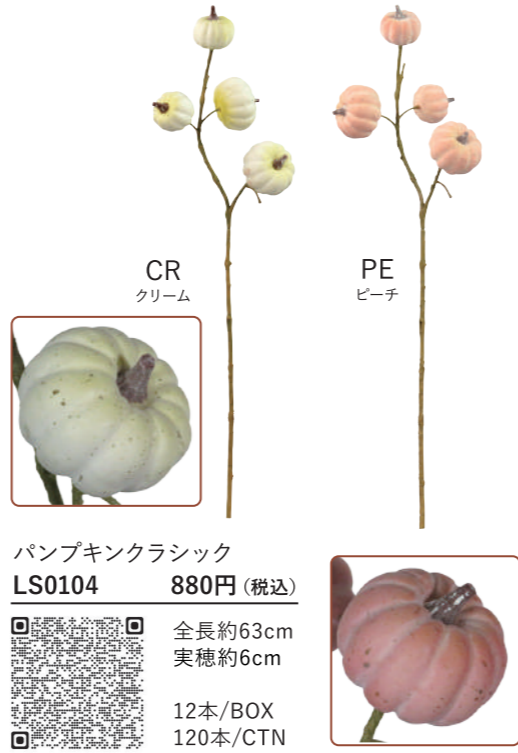 CR
クリーム
PE
ピーチ
パンプキンクラシック
LS0104 880円(税込)
全長約63cm
実穂約6cm
12本/BOX
120本/CTN